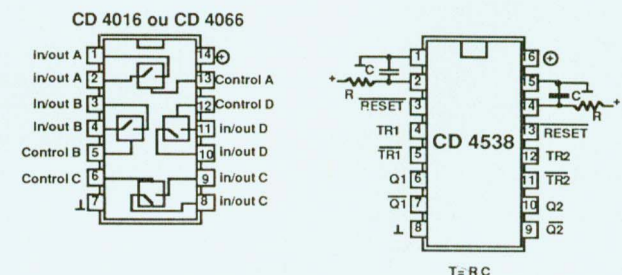 CD 4016 ou CD 4066
in/out A 1 14 +
in/out A 2 13 Control A
In/out B 3 12 Control D
In/out B 4 11 in/out D
Control B 5 10 in/out D
Control C 6 9 in/out C
⊥ 7 8 in/out C
CD 4538
C 1 16 +
+ R 2 15 C +
RESET 3 14 R
TR1 4 13 RESET
TR1 5 12 TR2
Q1 6 11 TR2
Q1 7 10 Q2
⊥ 8 9 Q2
T= R C